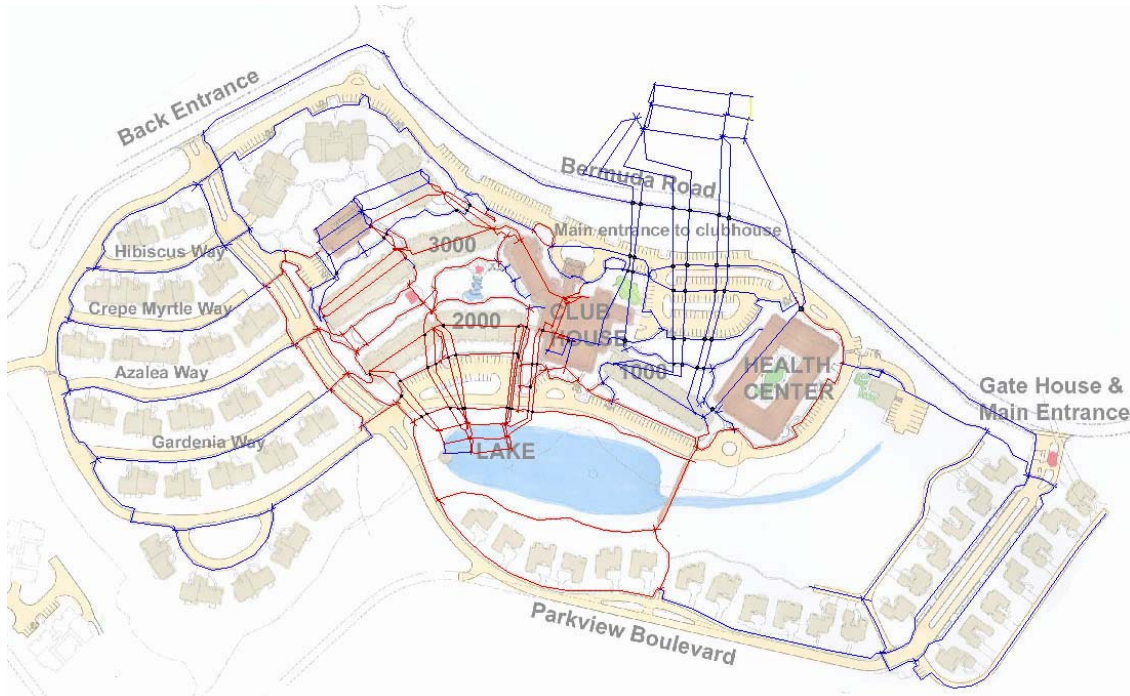 Back Entrance
Bermuda Road
Main entrance to clubhouse
Hibiscus Way
3000
Crepe Myrtle Way
2000
CLUB
HOUSE
Azalea Way
1000
HEALTH
CENTER
Gate House &
Main Entrance
Gardenia Way
LAKE
Parkview Boulevard